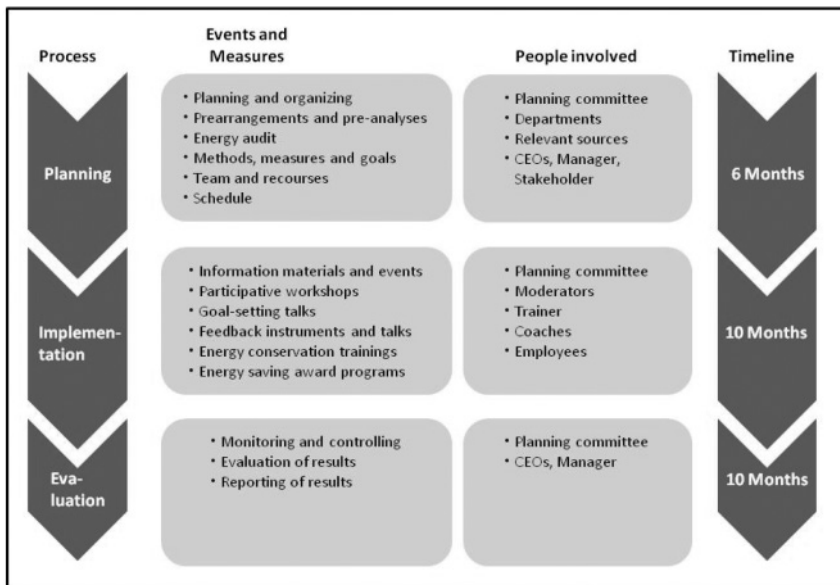 Process
Events and
Measures
People involved
Timeline
Planning
• Planning and organizing
• Prearrangements and pre-analyses
• Energy audit
• Methods, measures and goals
• Team and recourses
• Schedule
• Planning committee
• Departments
• Relevant sources
• CEOs, Manager,
Stakeholder
6 Months
Implemen-
tation
• Information materials and events
• Participative workshops
• Goal-setting talks
• Feedback instruments and talks
• Energy conservation trainings
• Energy saving award programs
• Planning committee
• Moderators
• Trainer
• Coaches
• Employees
10 Months
Eva-
luation
• Monitoring and controlling
• Evaluation of results
• Reporting of results
• Planning committee
• CEOs, Manager
10 Months